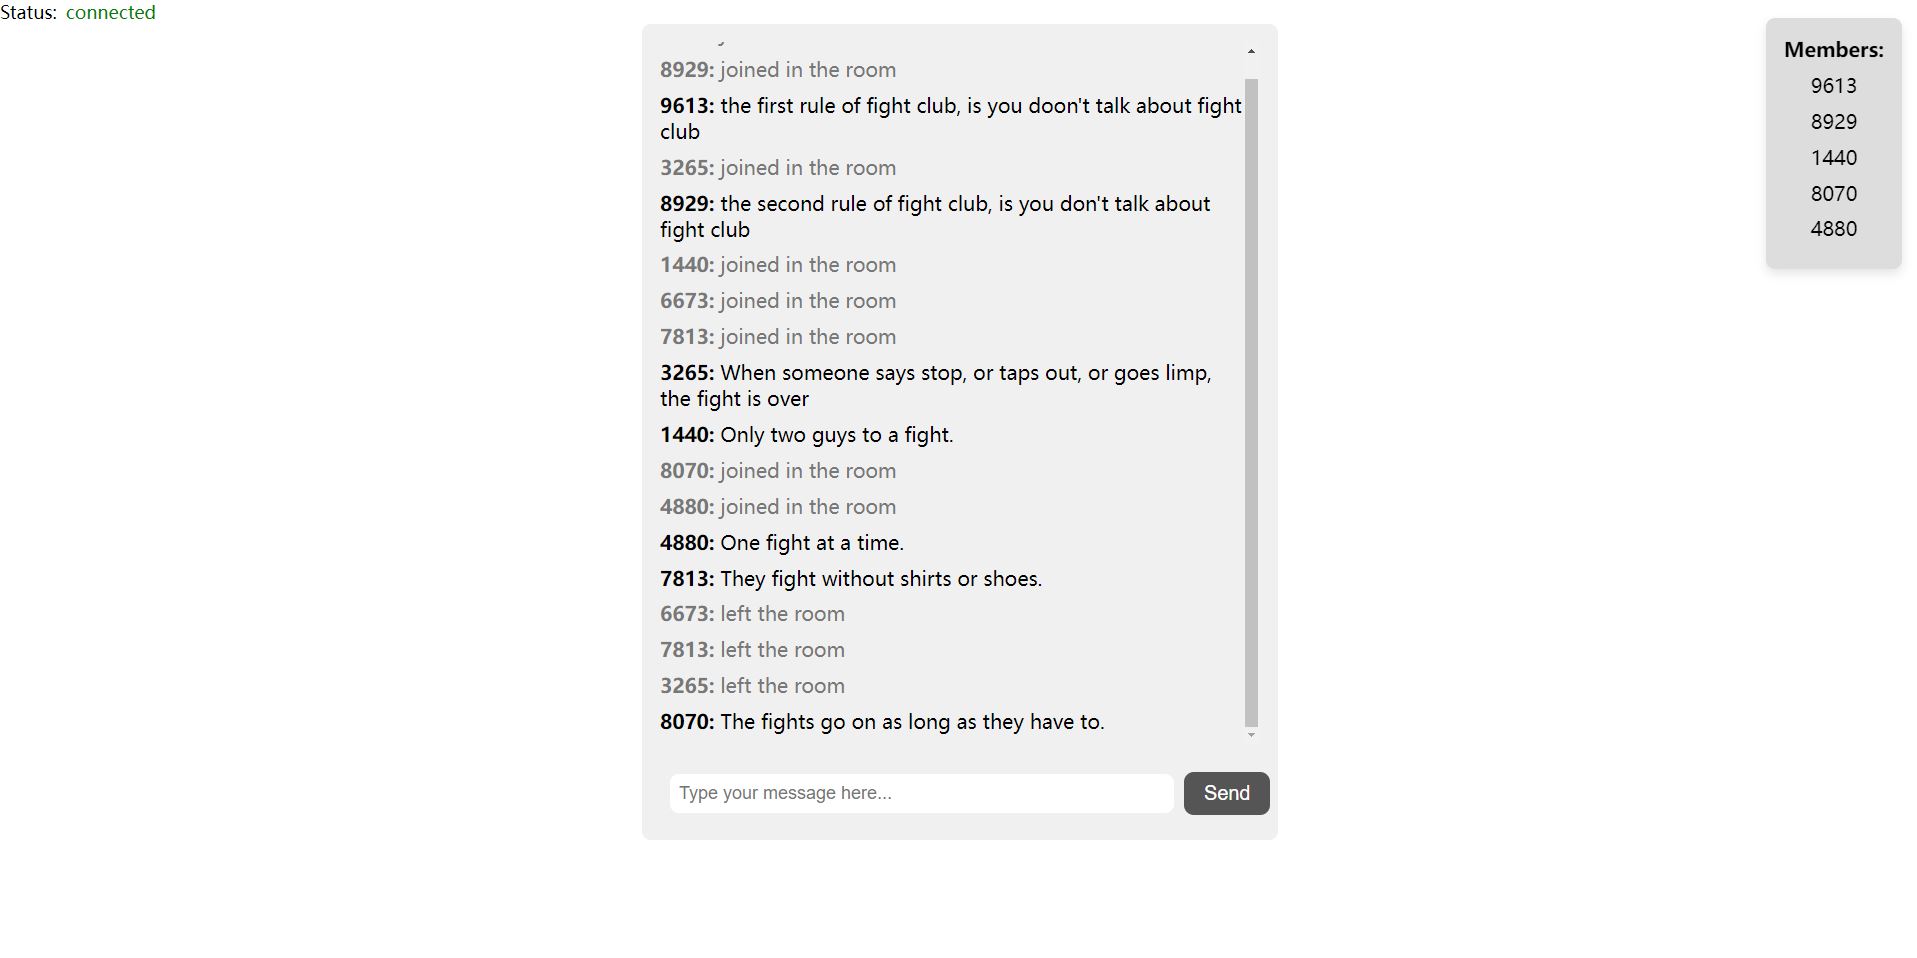 Status: connected
8929: joined in the room
9613: the first rule of fight club, is you doon't talk about fight
club
3265: joined in the room
8929: the second rule of fight club, is you don't talk about
fight club
1440: joined in the room
6673: joined in the room
7813: joined in the room
3265: When someone says stop, or taps out, or goes limp,
the fight is over
1440: Only two guys to a fight.
8070: joined in the room
4880: joined in the room
4880: One fight at a time.
7813: They fight without shirts or shoes.
6673: left the room
7813: left the room
3265: left the room
8070: The fights go on as long as they have to.
Type your message here...
Send
Members:
9613
8929
1440
8070
4880